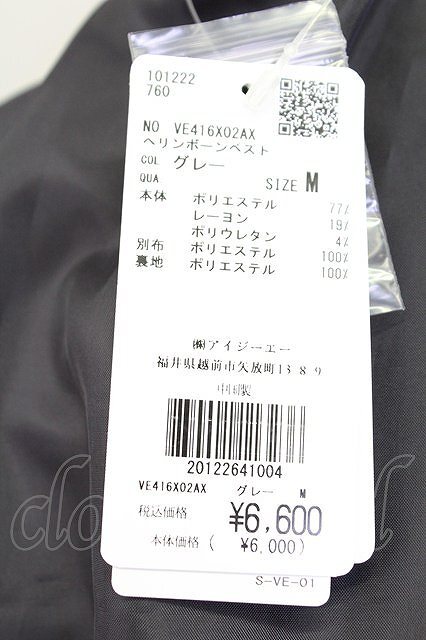 101222
760
NO VE416X02AX
ヘリンボーンベスト
COL グレー
QUA SIZE M
本体 ポリエステル 77%
レーヨン 19%
ポリウレタン 4%
別布 ポリエステル 100%
裏地 ポリエステル 100%
㈱アイジーエー
福井県越前市矢放町13-8-9
中国製
20122641004
VE416X02AX グレー M
税込価格 ¥6,600
本体価格( ¥6,000)
S-VE-01